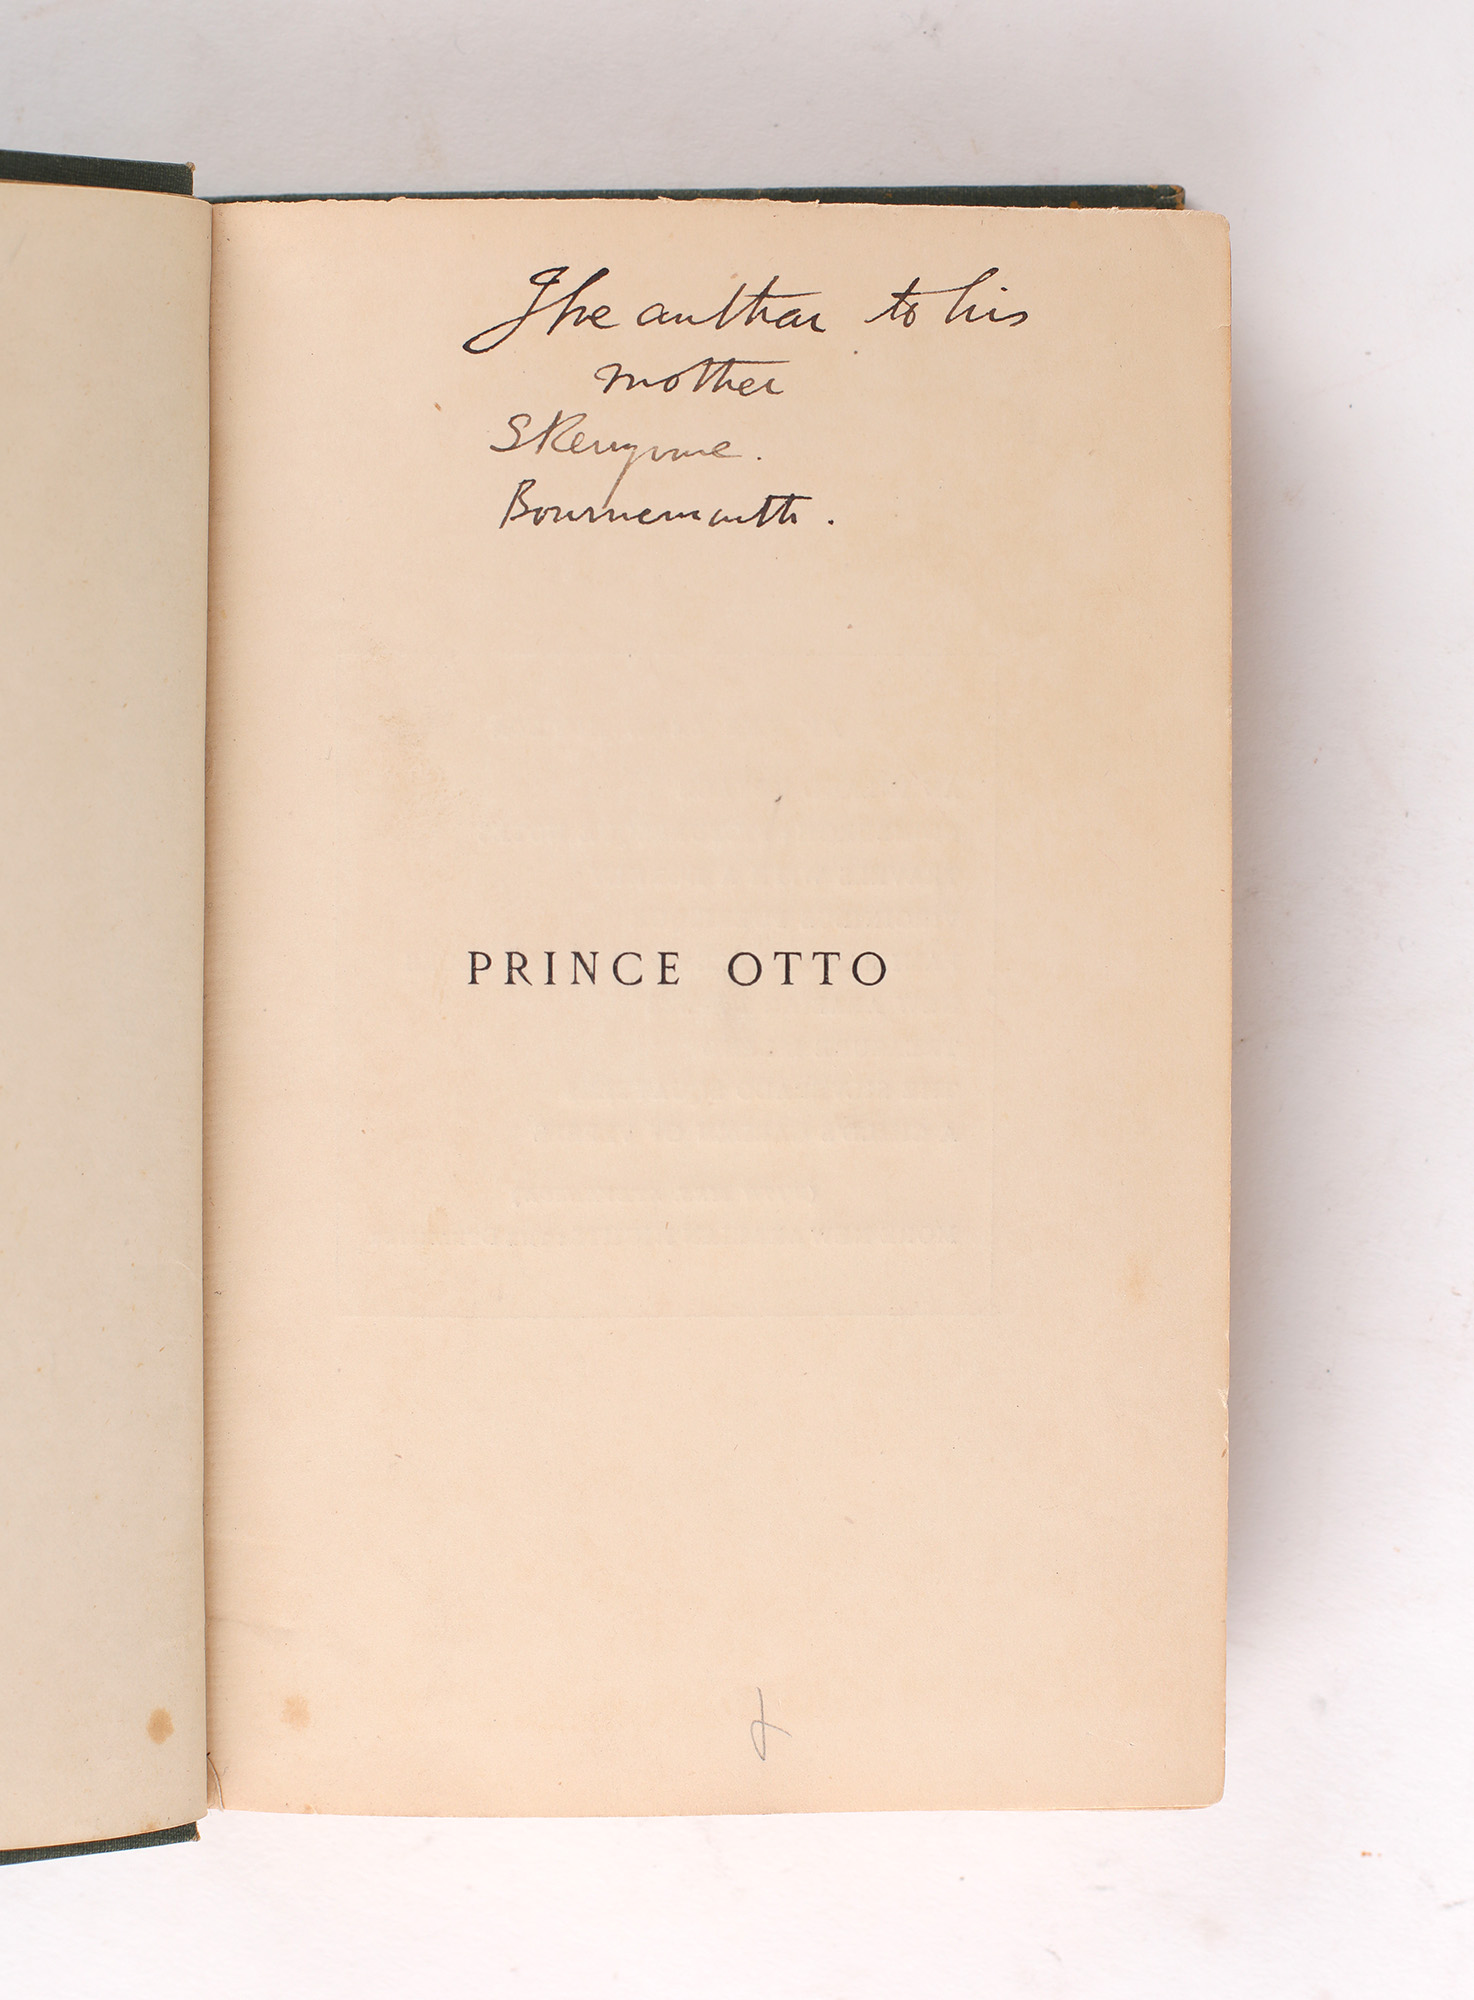 The author to his
mother
Skerryvore.
Bournemouth.
PRINCE OTTO